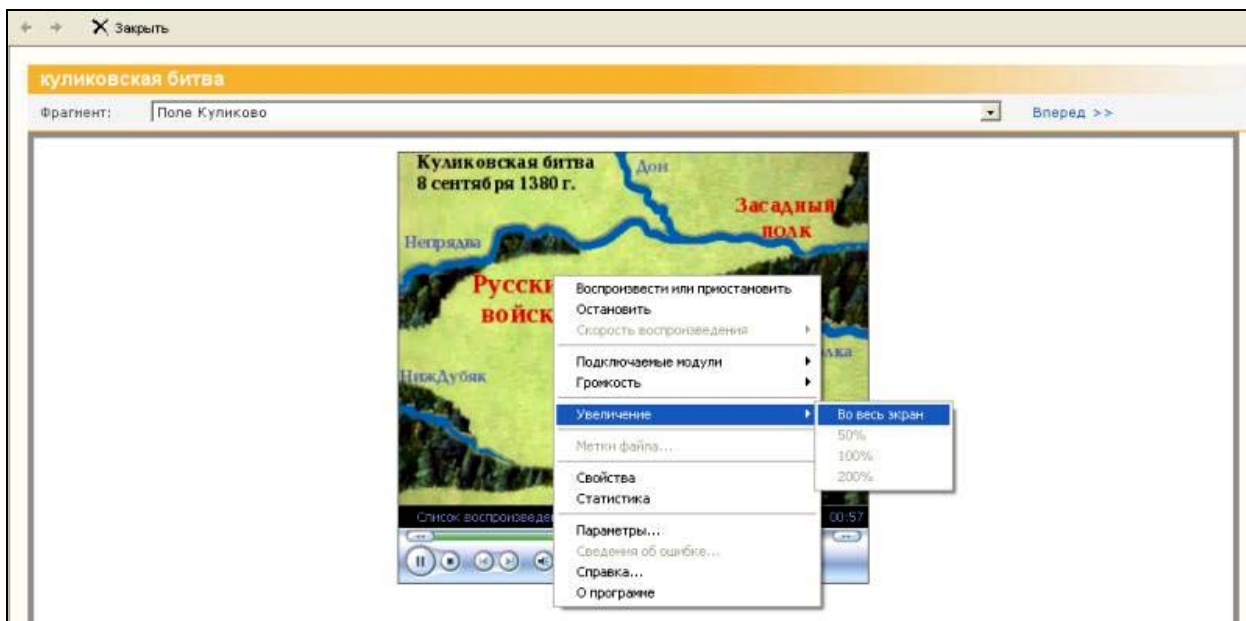 Закрыть
куликовская битва
Фрагмент: Поле Куликово Вперед >>
Куликовская битва
8 сентября 1380 г.
Дон
Засадный
полк
Непрядва
НижДубяк
Воспроизвести или приостановить
Остановить
Скорость воспроизведения
Подключаемые модули
Громкость
Увеличение
Во весь экран
50%
100%
200%
Метки файла...
Свойства
Статистика
Параметры...
Сведения об ошибке...
Справка...
О программе
Список
00:57